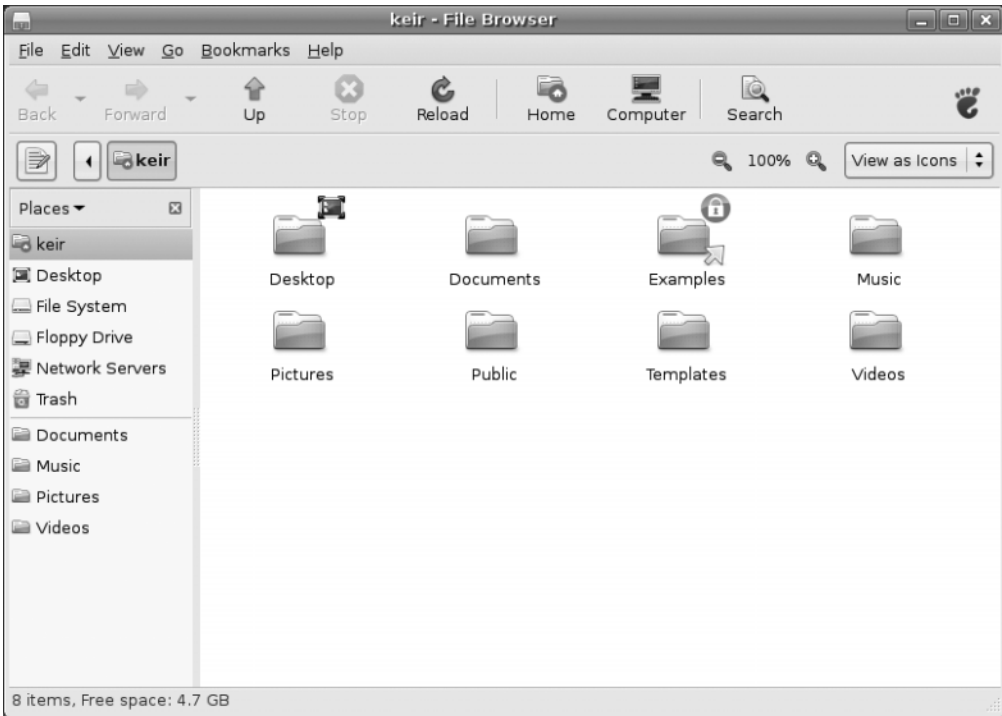 keir - File Browser
File Edit View Go Bookmarks Help
Back Forward Up Stop Reload Home Computer Search
keir 100% View as Icons
Places
keir
Desktop
File System
Floppy Drive
Network Servers
Trash
Documents
Music
Pictures
Videos
Desktop Documents Examples Music
Pictures Public Templates Videos
8 items, Free space: 4.7 GB